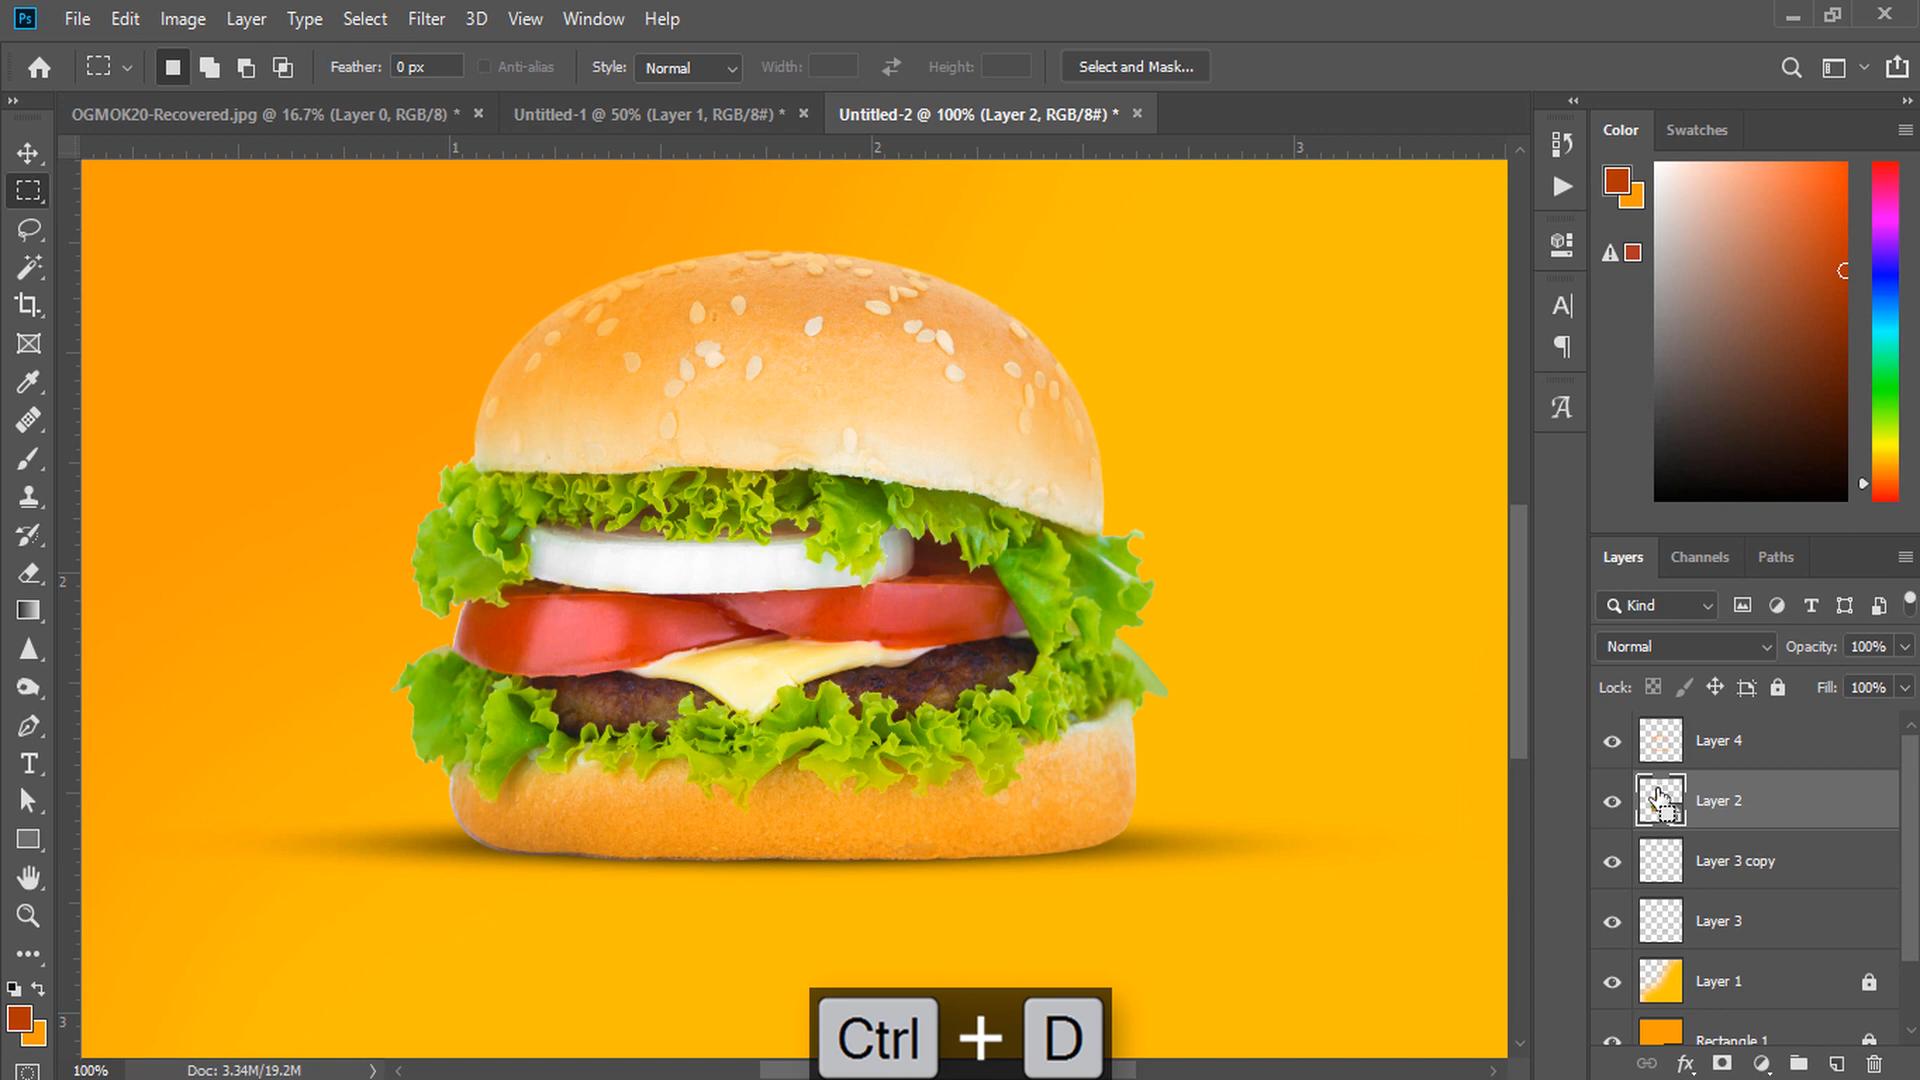 Ps File Edit Image Layer Type Select Filter 3D View Window Help
Feather: 0 px Anti-alias Style: Normal Width: Height: Select and Mask...
OGMOK20-Recovered.jpg @ 16.7% (Layer 0, RGB/8) * Untitled-1 @ 50% (Layer 1, RGB/8#) * Untitled-2 @ 100% (Layer 2, RGB/8#) *
1 2 3
2
3
Color Swatches
Layers Channels Paths
Kind
Normal Opacity: 100%
Lock: Fill: 100%
Layer 4
Layer 2
Layer 3 copy
Layer 3
Layer 1
Rectangle 1
fx
Ctrl + D
100% Doc: 3.34M/19.2M